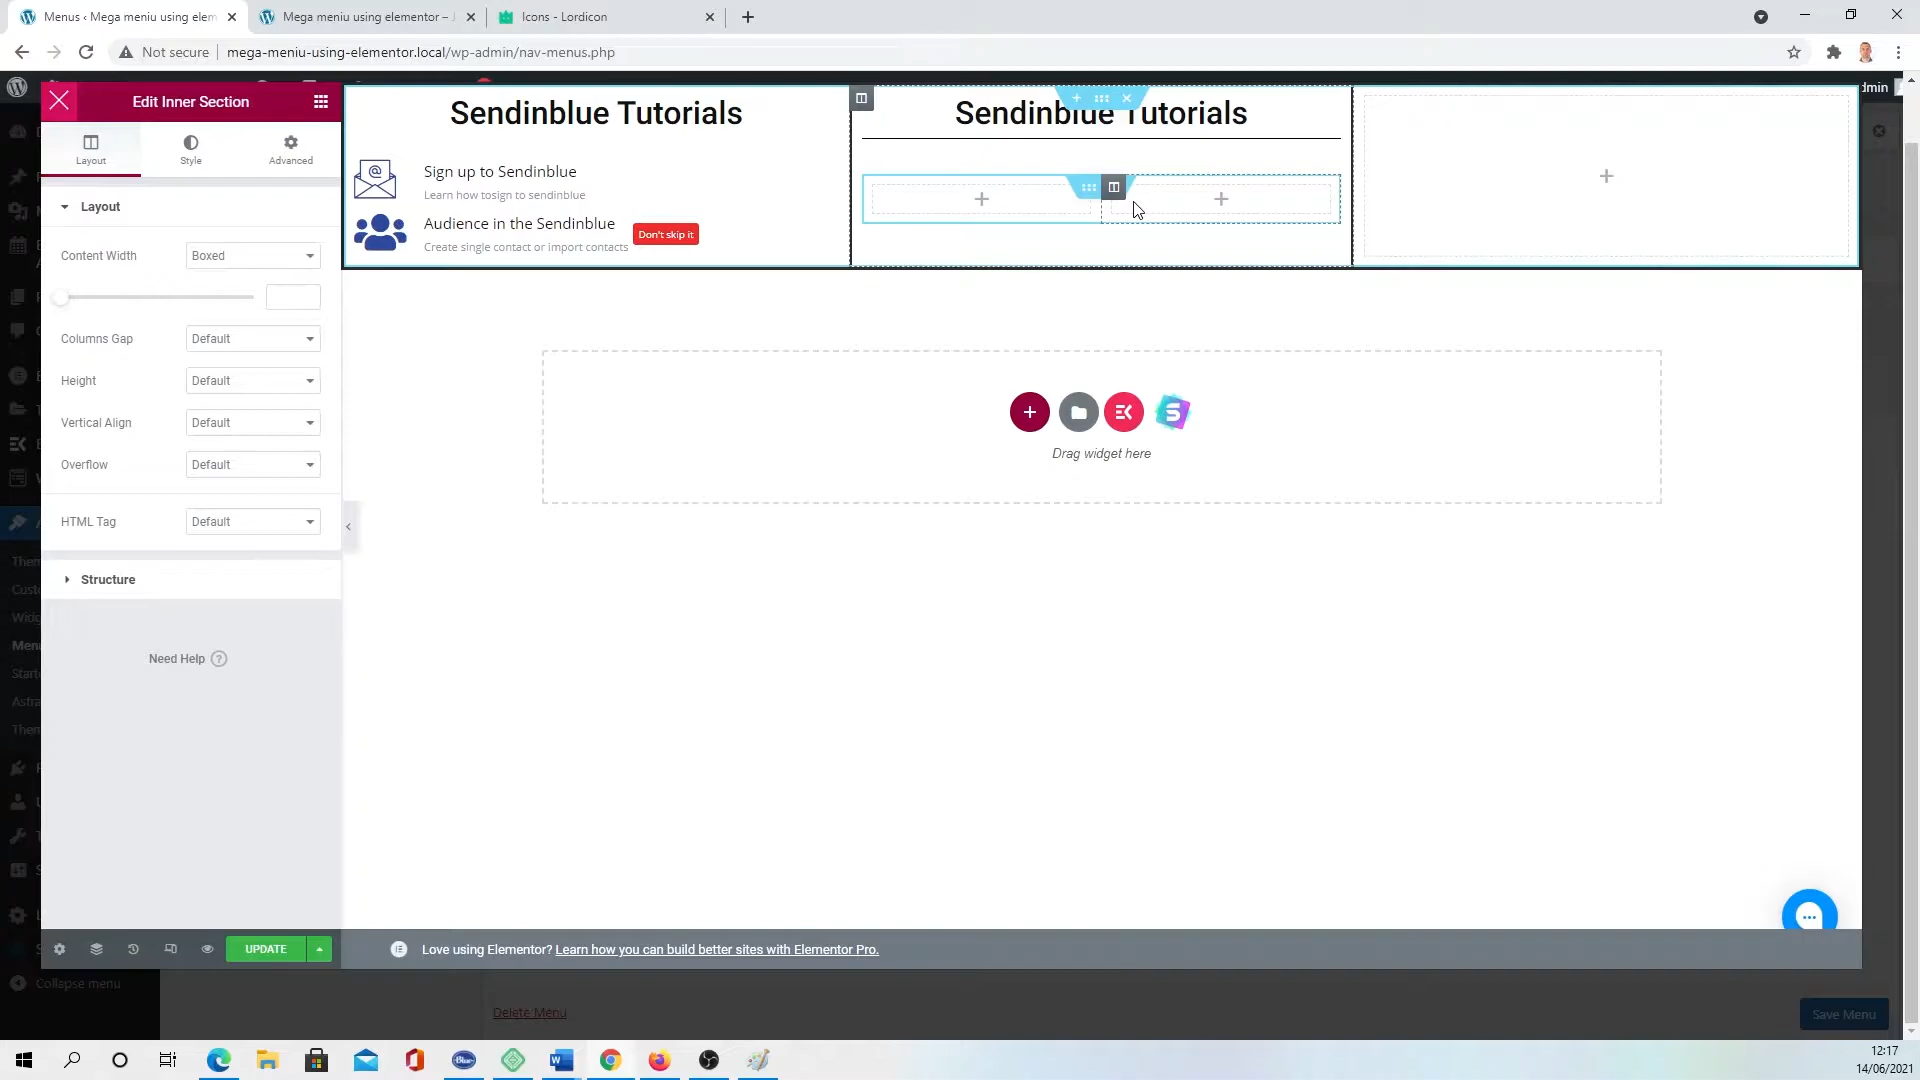 Menus ‹ Mega meniu using elem
Mega meniu using elementor –
Icons - Lordicon
Not secure
mega-meniu-using-elementor.local/wp-admin/nav-menus.php
Edit Inner Section
Layout
Style
Advanced
Layout
Content Width
Boxed
Columns Gap
Default
Height
Default
Vertical Align
Default
Overflow
Default
HTML Tag
Default
Structure
Need Help ?
UPDATE
Sendinblue Tutorials
Sign up to Sendinblue
Learn how tosign to sendinblue
Audience in the Sendinblue
Create single contact or import contacts
Don't skip it
Sendinblue Tutorials
Drag widget here
Love using Elementor? Learn how you can build better sites with Elementor Pro.
Collapse menu
Delete Menu
Save Menu
12:17
14/06/2021